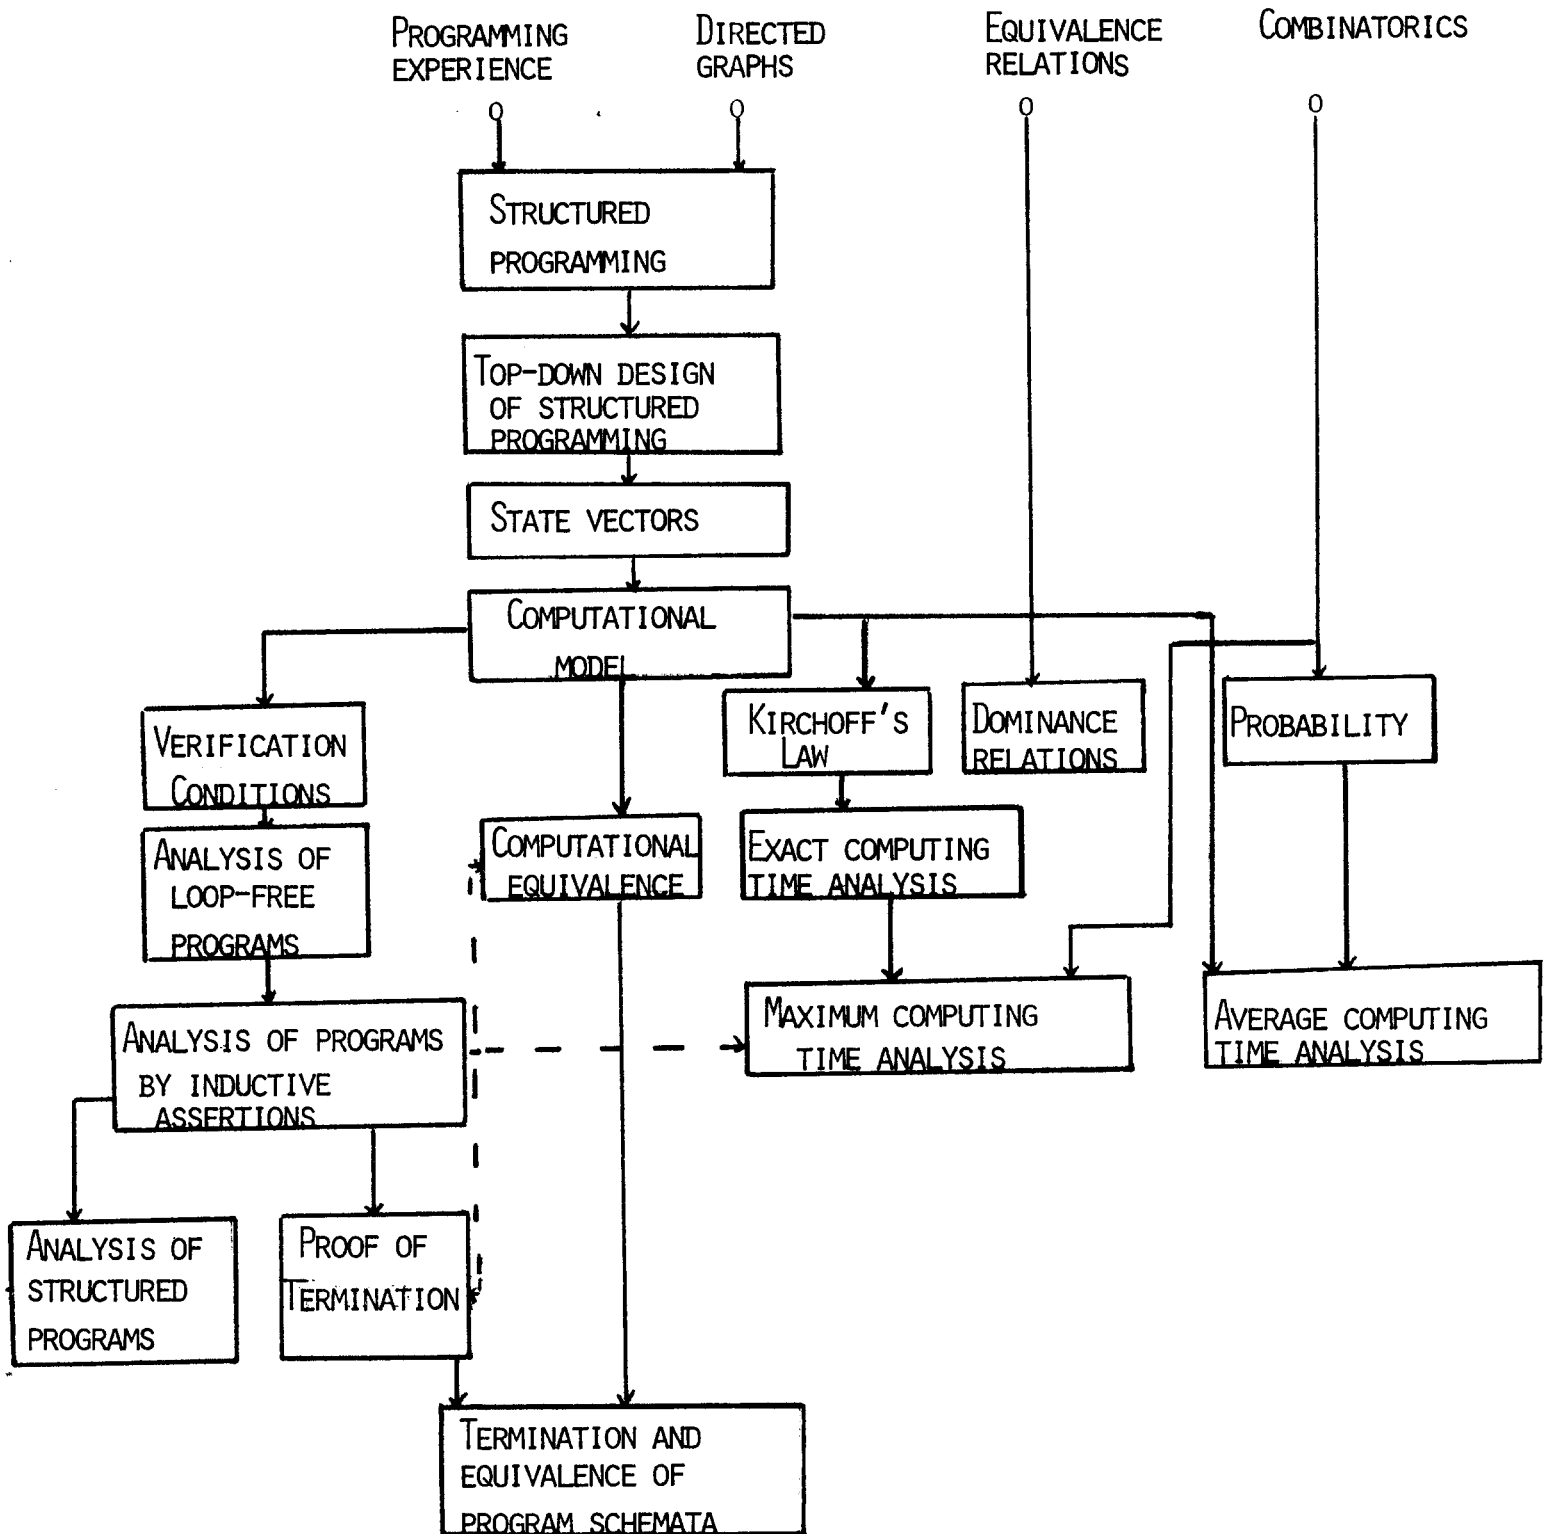 PROGRAMMING
EXPERIENCE
DIRECTED
GRAPHS
EQUIVALENCE
RELATIONS
COMBINATORICS
STRUCTURED
PROGRAMMING
TOP-DOWN DESIGN
OF STRUCTURED
PROGRAMMING
STATE VECTORS
COMPUTATIONAL
MODEL
VERIFICATION
CONDITIONS
KIRCHOFF'S
LAW
DOMINANCE
RELATIONS
PROBABILITY
ANALYSIS OF
LOOP-FREE
PROGRAMS
COMPUTATIONAL
EQUIVALENCE
EXACT COMPUTING
TIME ANALYSIS
ANALYSIS OF PROGRAMS
BY INDUCTIVE
ASSERTIONS
MAXIMUM COMPUTING
TIME ANALYSIS
AVERAGE COMPUTING
TIME ANALYSIS
ANALYSIS OF
STRUCTURED
PROGRAMS
PROOF OF
TERMINATION
TERMINATION AND
EQUIVALENCE OF
PROGRAM SCHEMATA